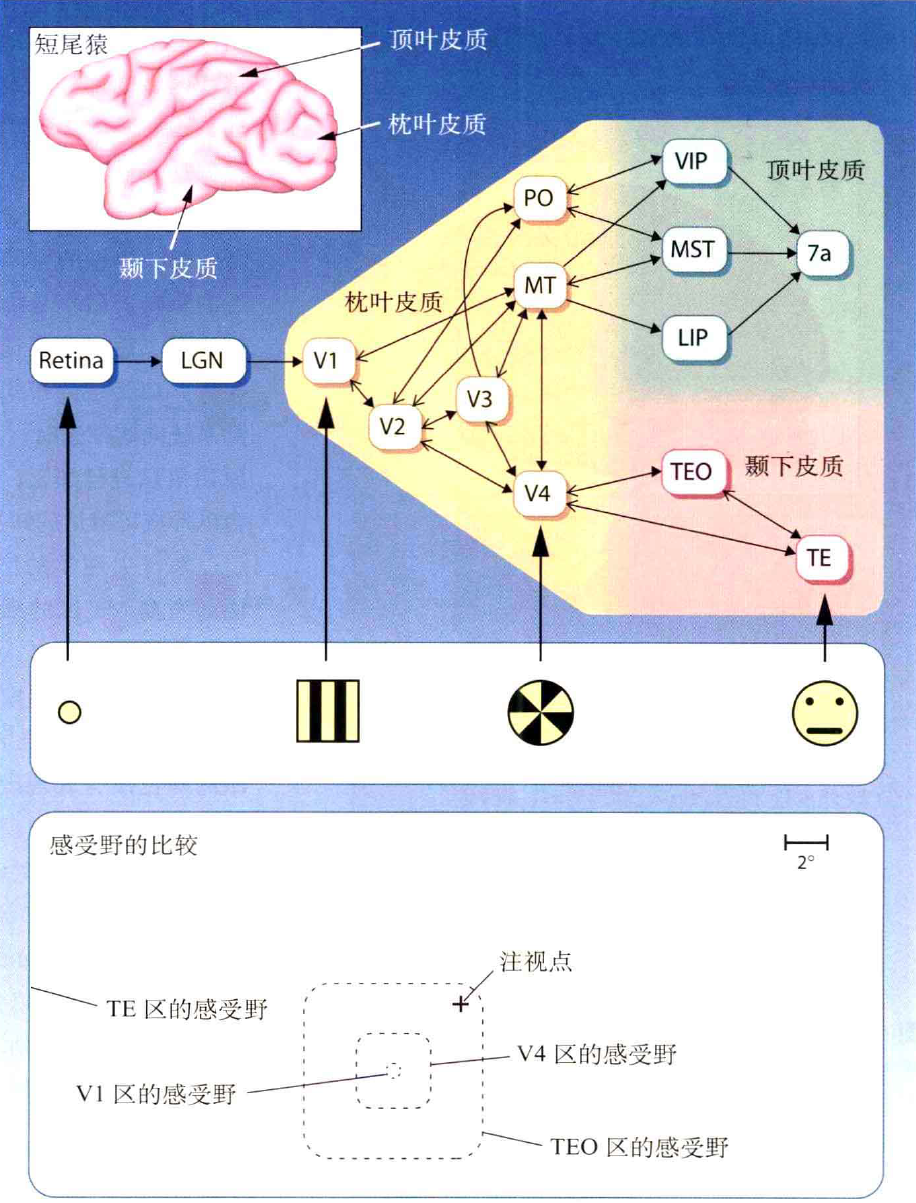 短尾猿
顶叶皮质
枕叶皮质
颞下皮质
枕叶皮质
顶叶皮质
颞下皮质
Retina
LGN
V1
V2
V3
V4
PO
MT
VIP
MST
LIP
7a
TEO
TE
感受野的比较
2°
注视点
TE 区的感受野
V4 区的感受野
V1 区的感受野
TEO 区的感受野